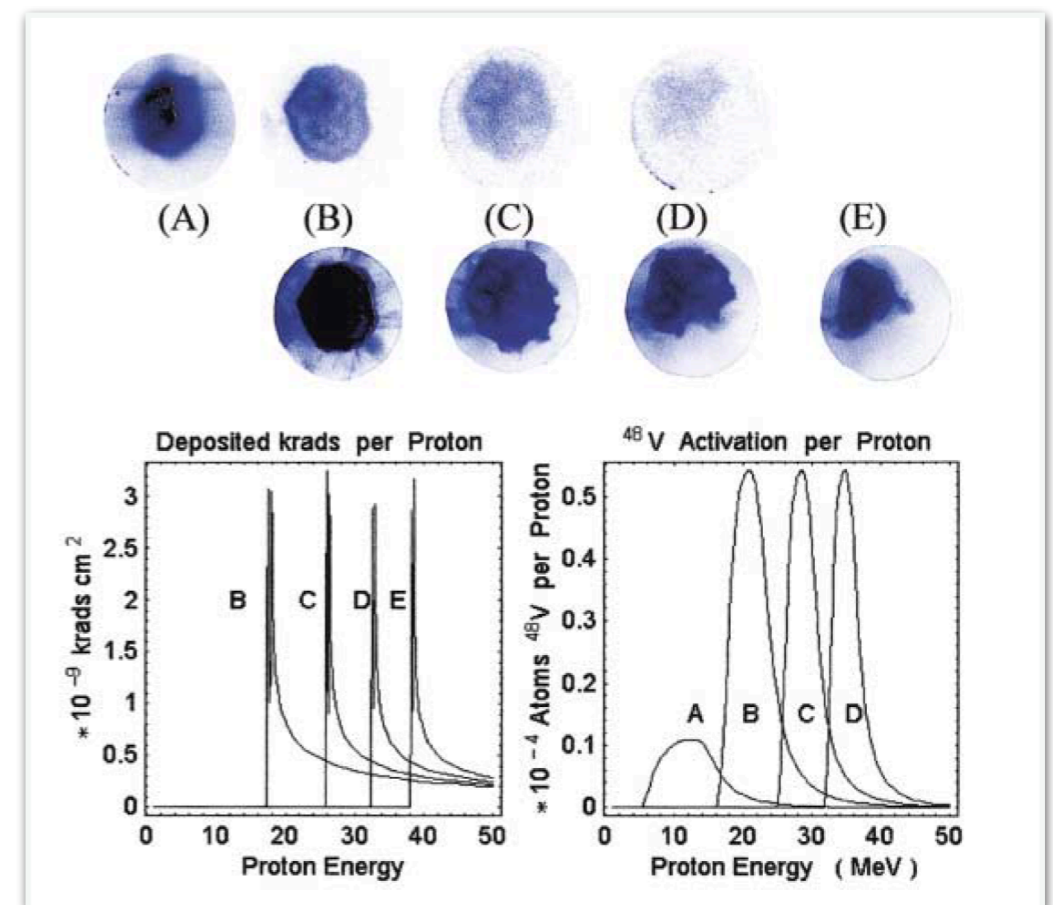 (A) (B) (C) (D) (E)
Deposited krads per Proton
* 10 -9 krads cm 2
3
2.5
2
1.5
1
0.5
0
B C D E
0 10 20 30 40 50
Proton Energy
48 V Activation per Proton
* 10 -4 Atoms 48V per Proton
0.5
0.4
0.3
0.2
0.1
0
A B C D
0 10 20 30 40 50
Proton Energy ( MeV )